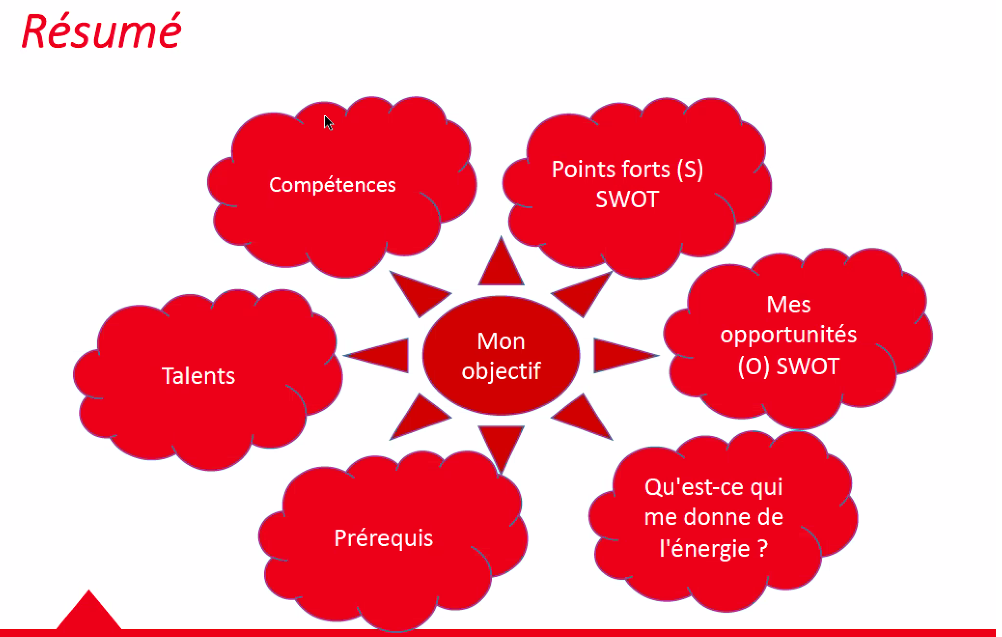 Résumé
Compétences
Points forts (S)
SWOT
Mes
opportunités
(O) SWOT
Mon
objectif
Talents
Qu'est-ce qui
me donne de
l'énergie ?
Prérequis